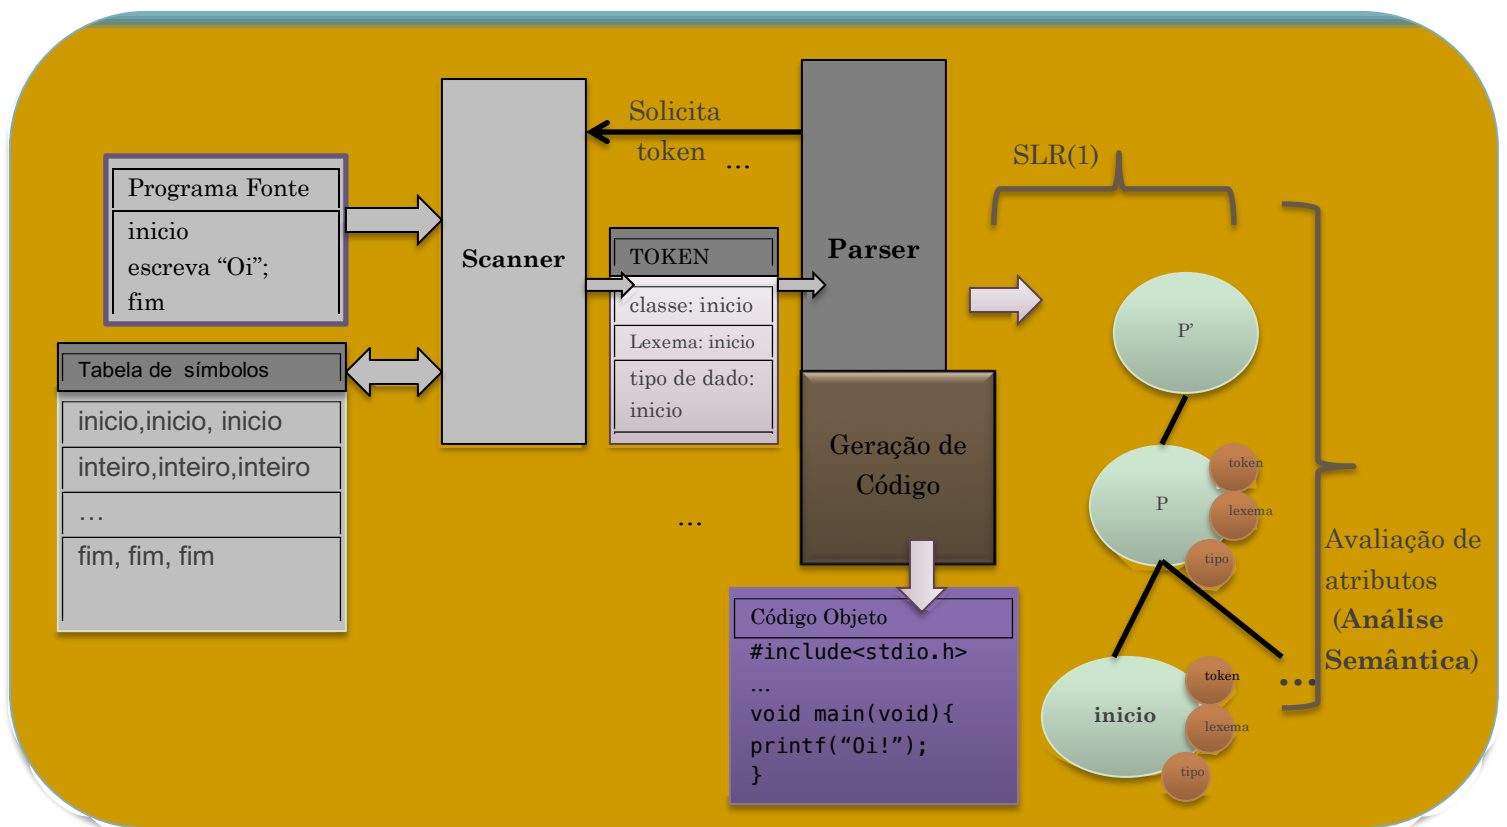 Programa Fonte
inicio
escreva “Oi”;
fim
Tabela de símbolos
inicio,inicio, inicio
inteiro,inteiro,inteiro
...
fim, fim, fim
Scanner
Solicita
token
...
TOKEN
classe: inicio
Lexema: inicio
tipo de dado:
inicio
...
Parser
Geração de
Código
Código Objeto
#include<stdio.h>
...
void main(void){
printf(“Oi!”);
}
SLR(1)
P’
P
token
lexema
tipo
inicio
token
lexema
tipo
...
Avaliação de
atributos
(Análise
Semântica)